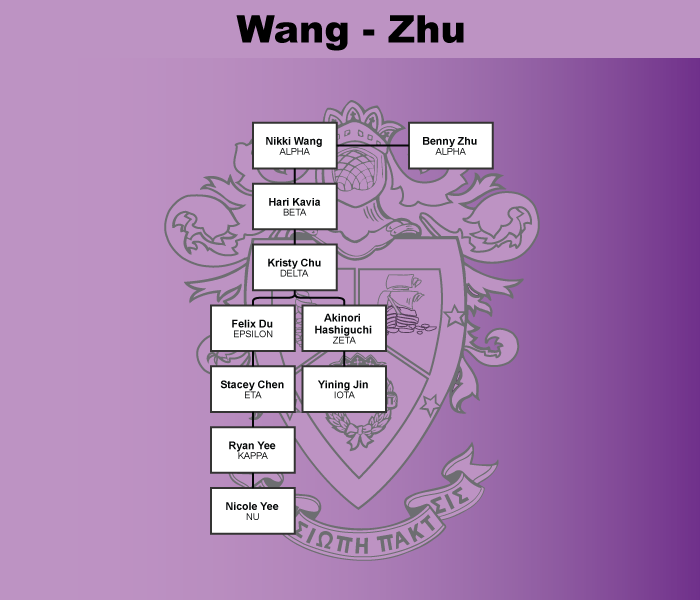 Wang - Zhu
Nikki Wang
ALPHA
Benny Zhu
ALPHA
Hari Kavia
BETA
Kristy Chu
DELTA
Felix Du
EPSILON
Akinori
Hashiguchi
ZETA
Stacey Chen
ETA
Yining Jin
IOTA
Ryan Yee
KAPPA
Nicole Yee
NU
ΣΙΩΠΗ ΠΑΚΤΣΙΣ